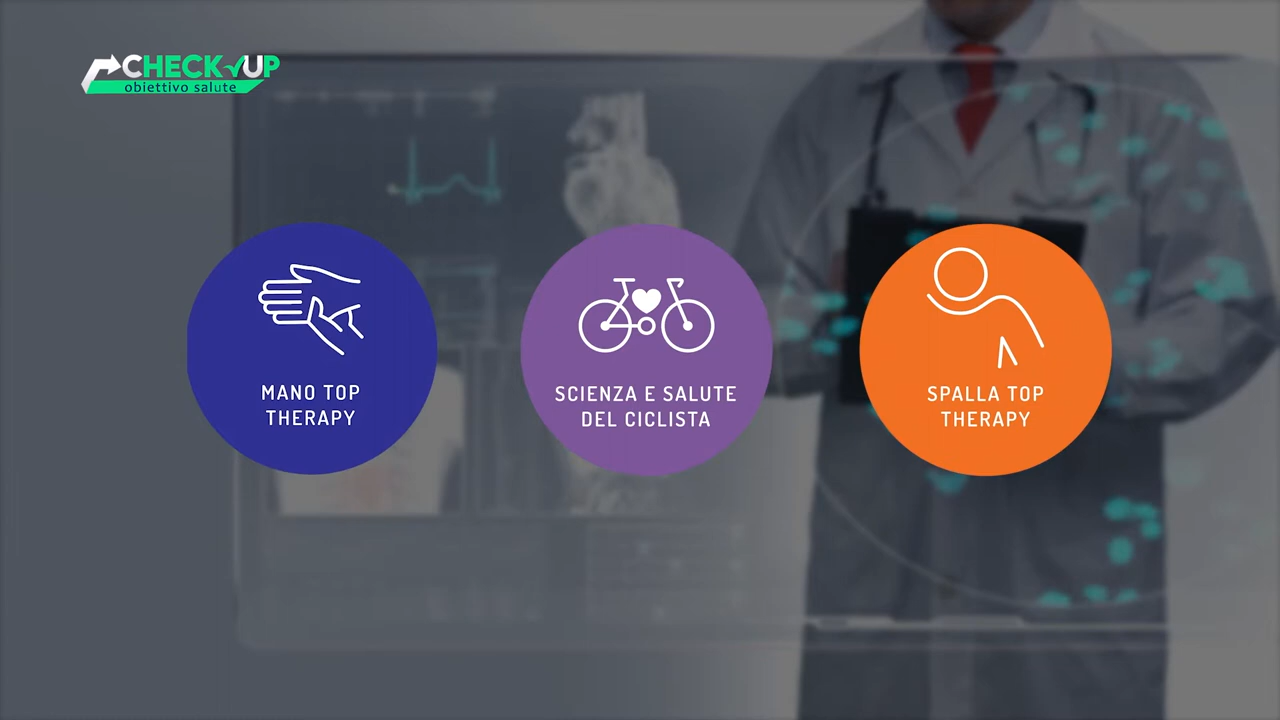 CHECK UP
obiettivo salute
MANO TOP
THERAPY
SCIENZA E SALUTE
DEL CICLISTA
SPALLA TOP
THERAPY